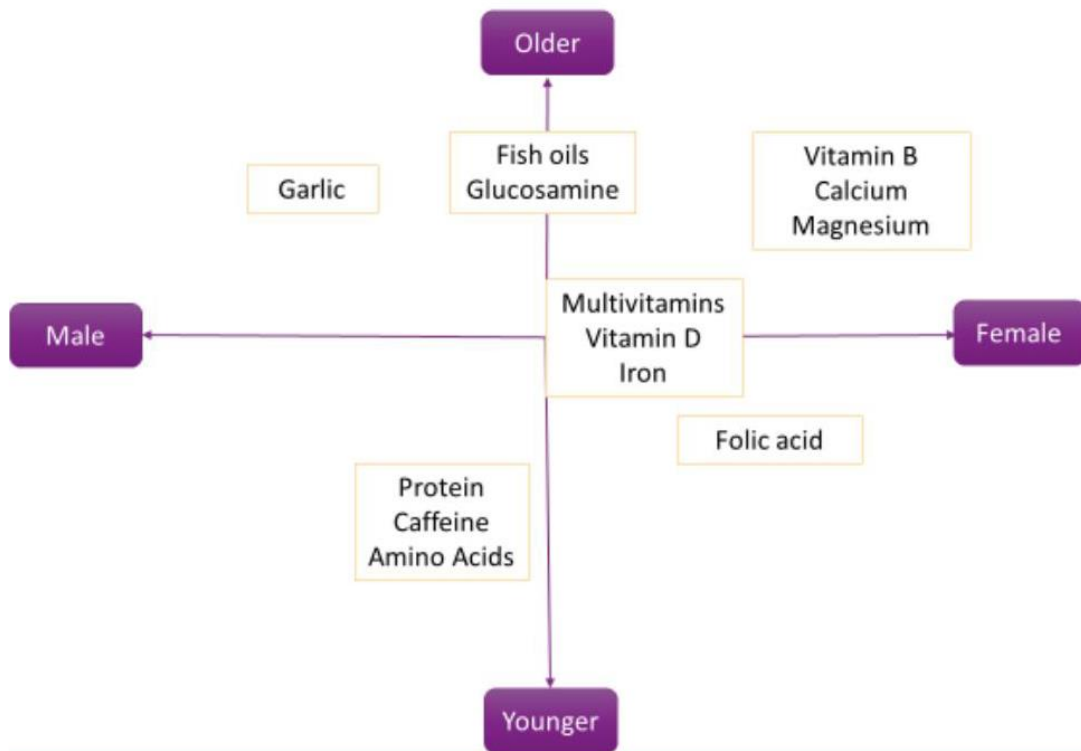 Older
Fish oils
Glucosamine
Garlic
Vitamin B
Calcium
Magnesium
Male
Multivitamins
Vitamin D
Iron
Female
Folic acid
Protein
Caffeine
Amino Acids
Younger